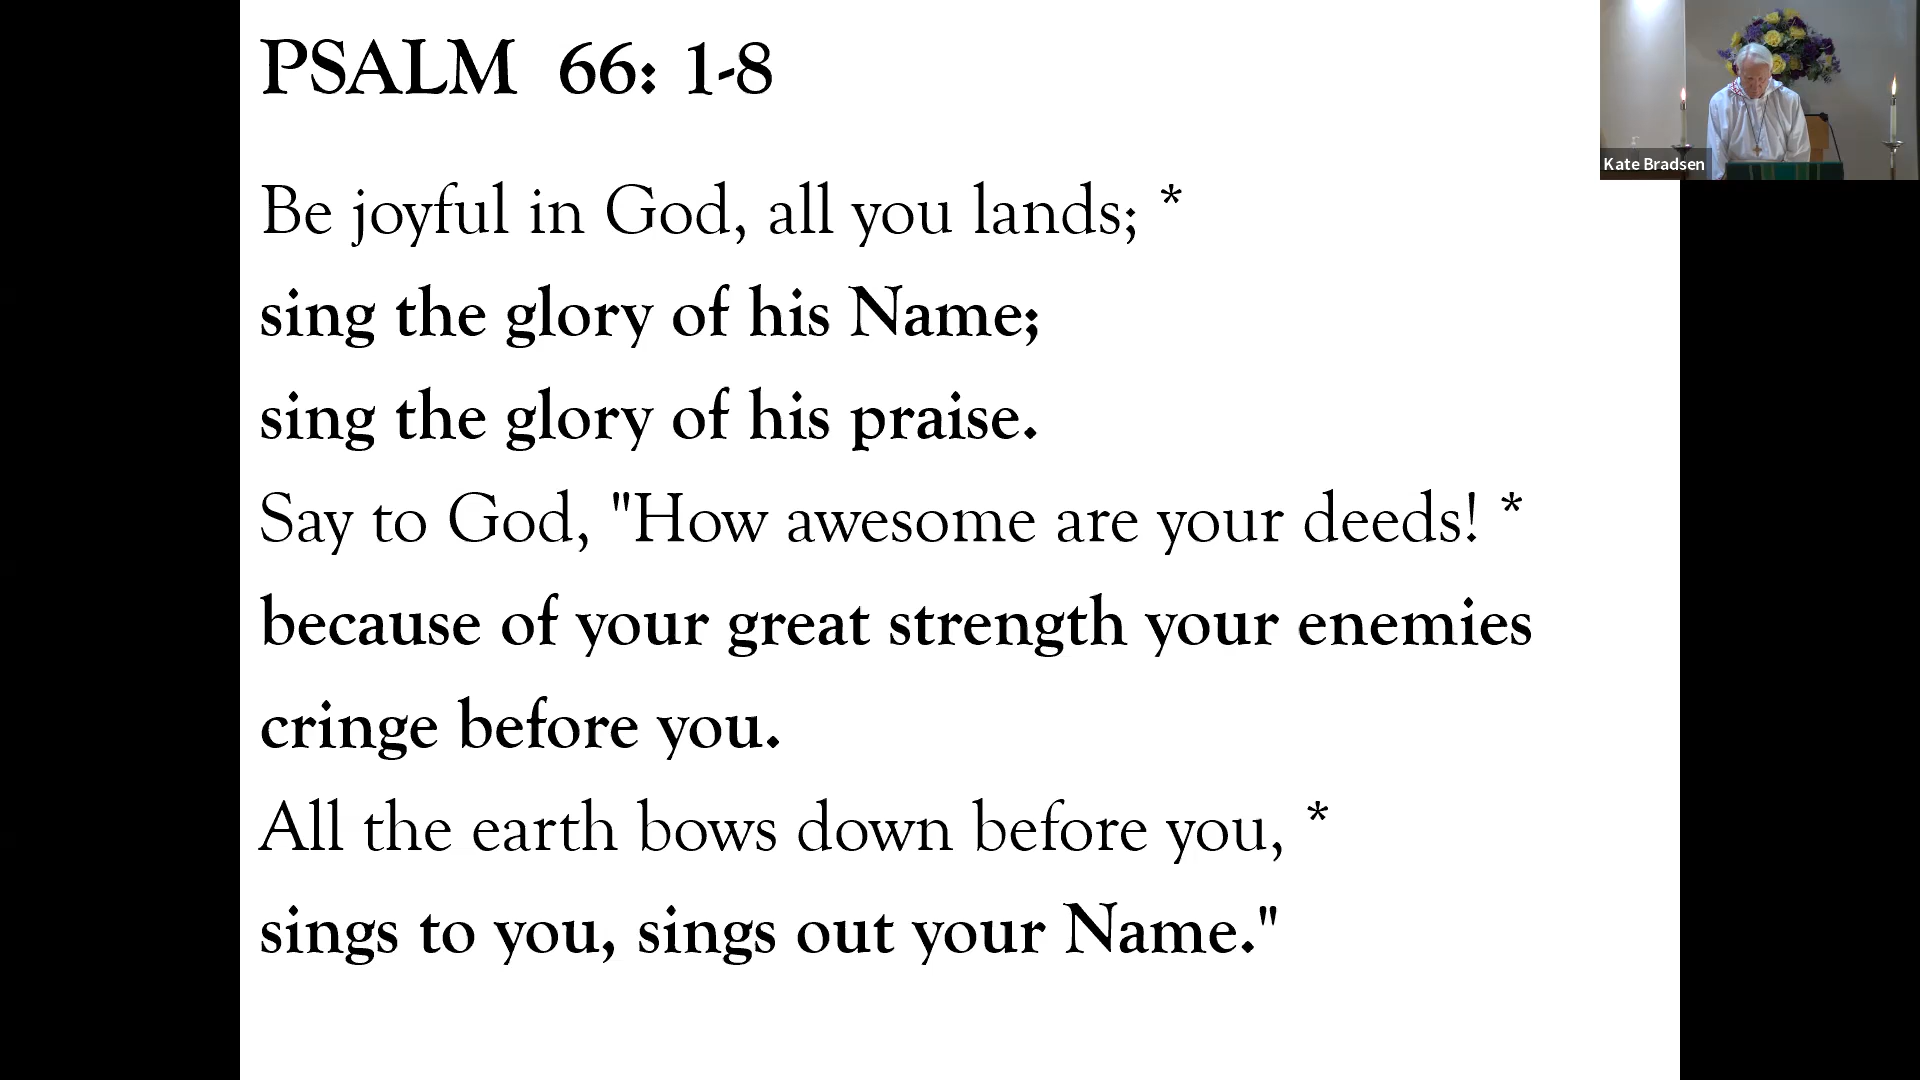 PSALM 66: 1-8
Kate Bradsen
Be joyful in God, all you lands; *
sing the glory of his Name;
sing the glory of his praise.
Say to God, "How awesome are your deeds! *
because of your great strength your enemies
cringe before you.
All the earth bows down before you, *
sings to you, sings out your Name."